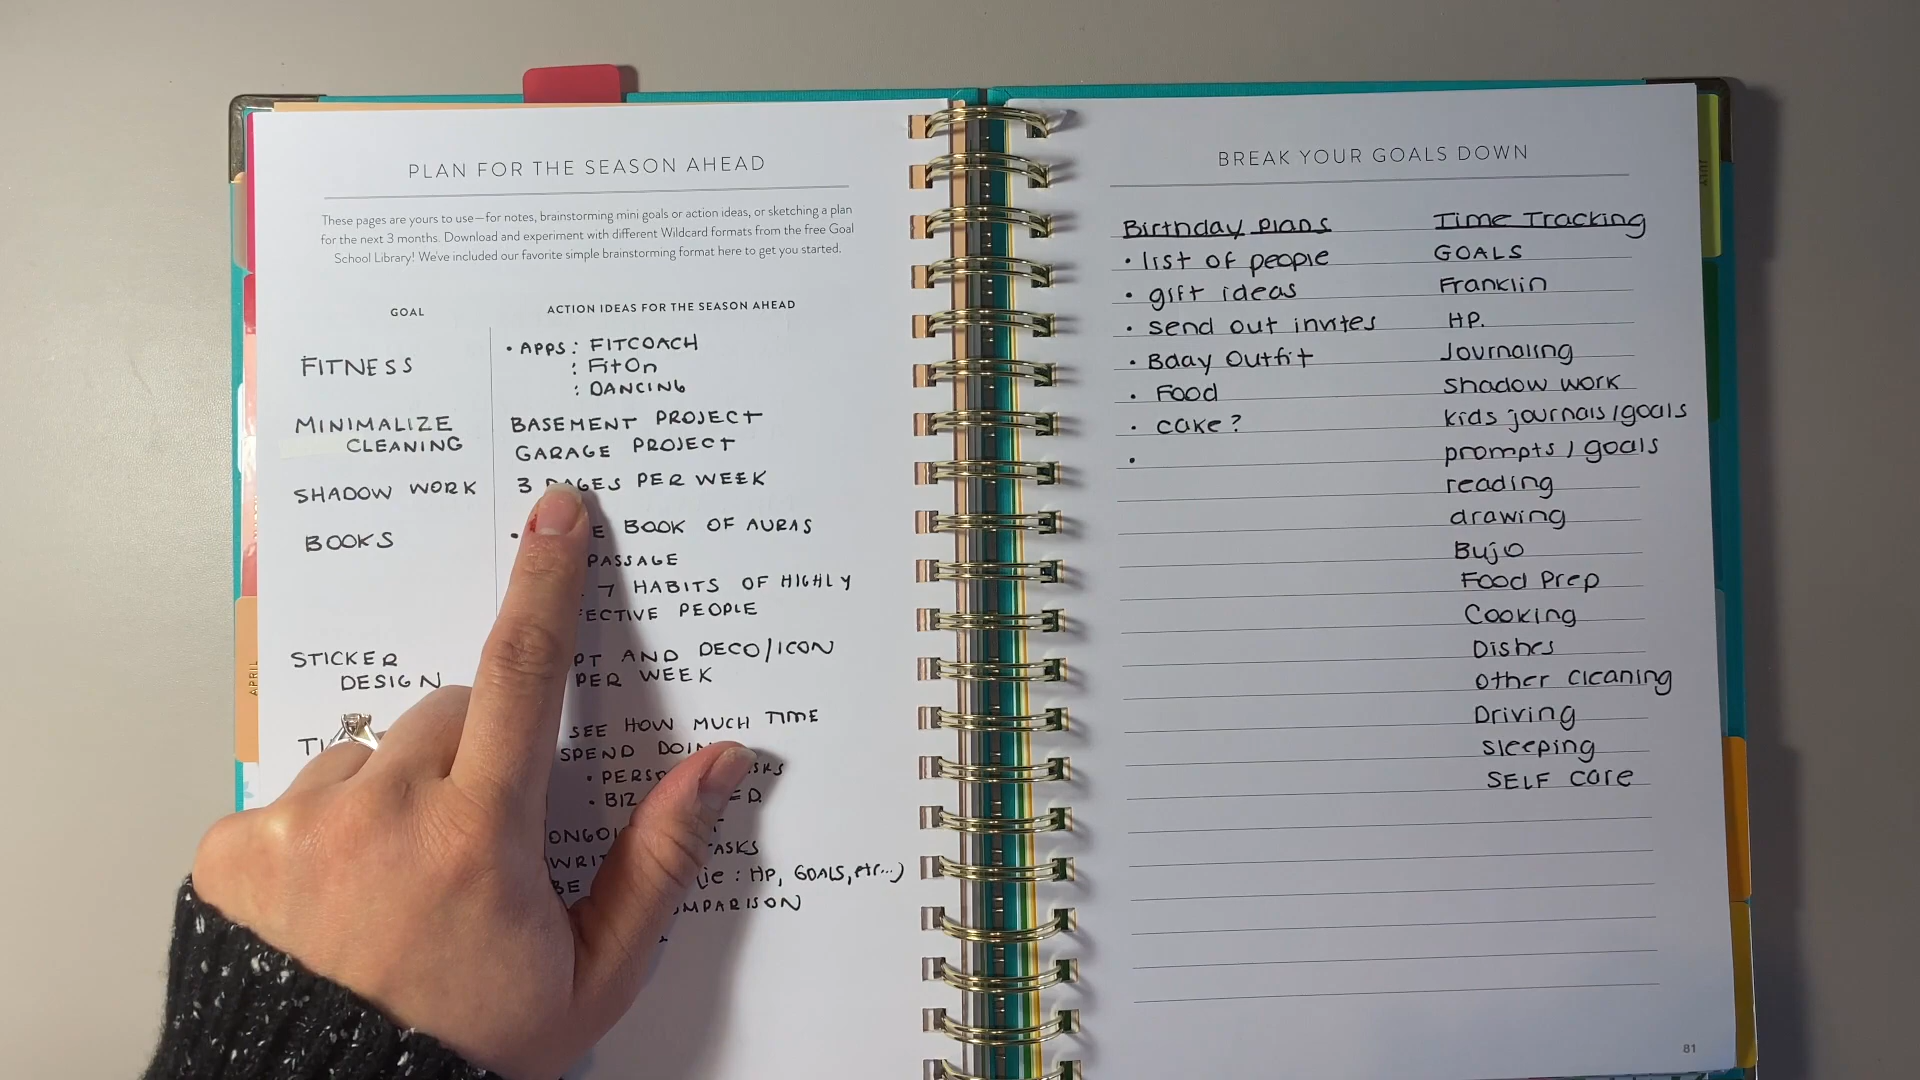 PLAN FOR THE SEASON AHEAD
These pages are yours to use—for notes, brainstorming mini goals or action ideas, or sketching a plan
for the next 3 months. Download and experiment with different Wildcard formats from the free Goal
School Library! We've included our favorite simple brainstorming format here to get you started.
GOAL
ACTION IDEAS FOR THE SEASON AHEAD
FITNESS
• APPS: FITCOACH
: FitOn
: DANCING
MINIMALIZE
CLEANING
BASEMENT PROJECT
GARAGE PROJECT
SHADOW WORK
3 PAGES PER WEEK
BOOKS
BOOK OF AURAS
PASSAGE
7 HABITS OF HIGHLY
PEOPLE
STICKER
DESIGN
AND DECO/ICON
PER WEEK
SEE HOW MUCH TIME
SPEND
• BIZ
(ie: HP, GOALS, etc...)
APRIL
BREAK YOUR GOALS DOWN
Birthday Plans
• list of people
• gift ideas
• send out invites
• Bday Outfit
• Food
• cake?
•
Time Tracking
GOALS
Franklin
HP.
Journaling
Shadow work
kids journals/goals
prompts/goals
reading
drawing
Bujo
Food Prep
Cooking
Dishes
other cleaning
Driving
sleeping
SELF care
81